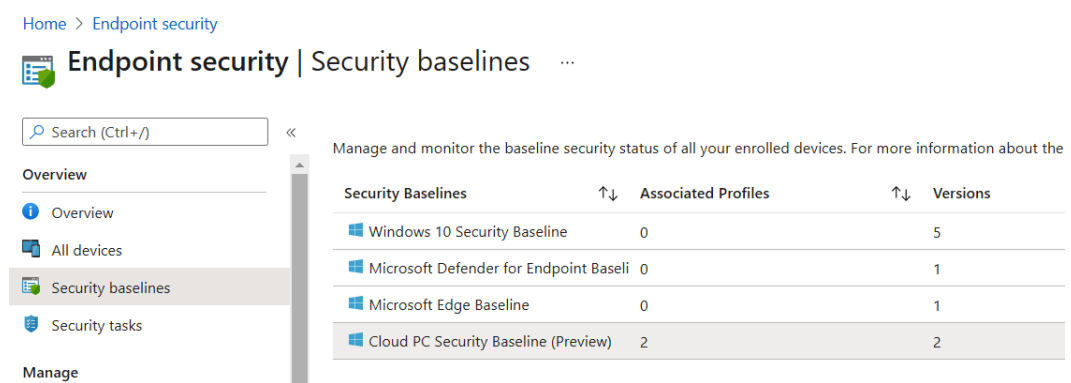 Home > Endpoint security
Endpoint security | Security baselines ...
Search (Ctrl+/) «
Overview
Overview
All devices
Security baselines
Security tasks
Manage
Manage and monitor the baseline security status of all your enrolled devices. For more information about the
Security Baselines ↑↓ Associated Profiles ↑↓ Versions
Windows 10 Security Baseline 0 5
Microsoft Defender for Endpoint Baseli 0 1
Microsoft Edge Baseline 0 1
Cloud PC Security Baseline (Preview) 2 2